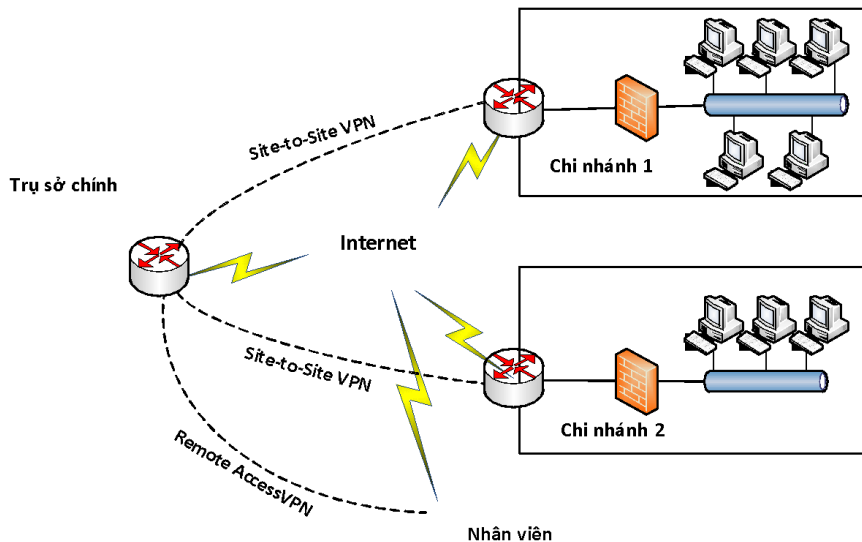 Site-to-Site VPN
Chi nhánh 1
Trụ sở chính
Internet
Site-to-Site VPN
Chi nhánh 2
Remote AccessVPN
Nhân viên